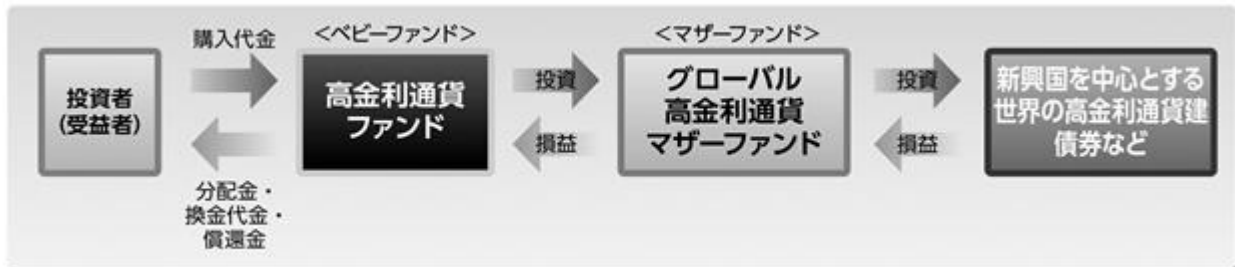 購入代金
<ベビーファンド>
<マザーファンド>
投資者
(受益者)
高金利通貨
ファンド
投資
グローバル
高金利通貨
マザーファンド
投資
新興国を中心とする
世界の高金利通貨建
債券など
損益
損益
分配金・
換金代金・
償還金